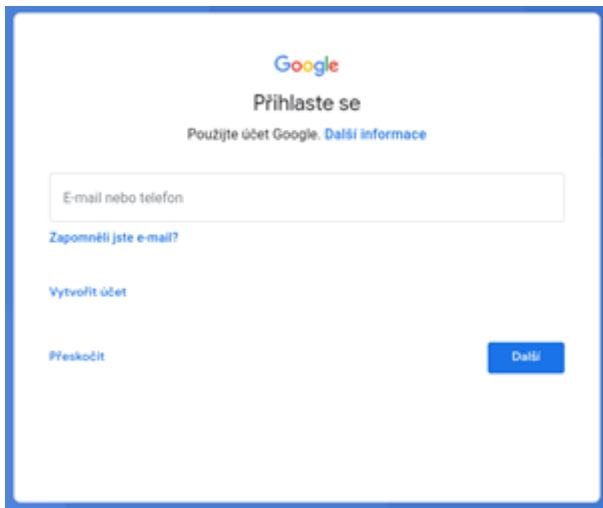 Google
Přihlaste se
Použijte účet Google. Další informace
E-mail nebo telefon
Zapomněli jste e-mail?
Vytvořit účet
Přeskočit
Další